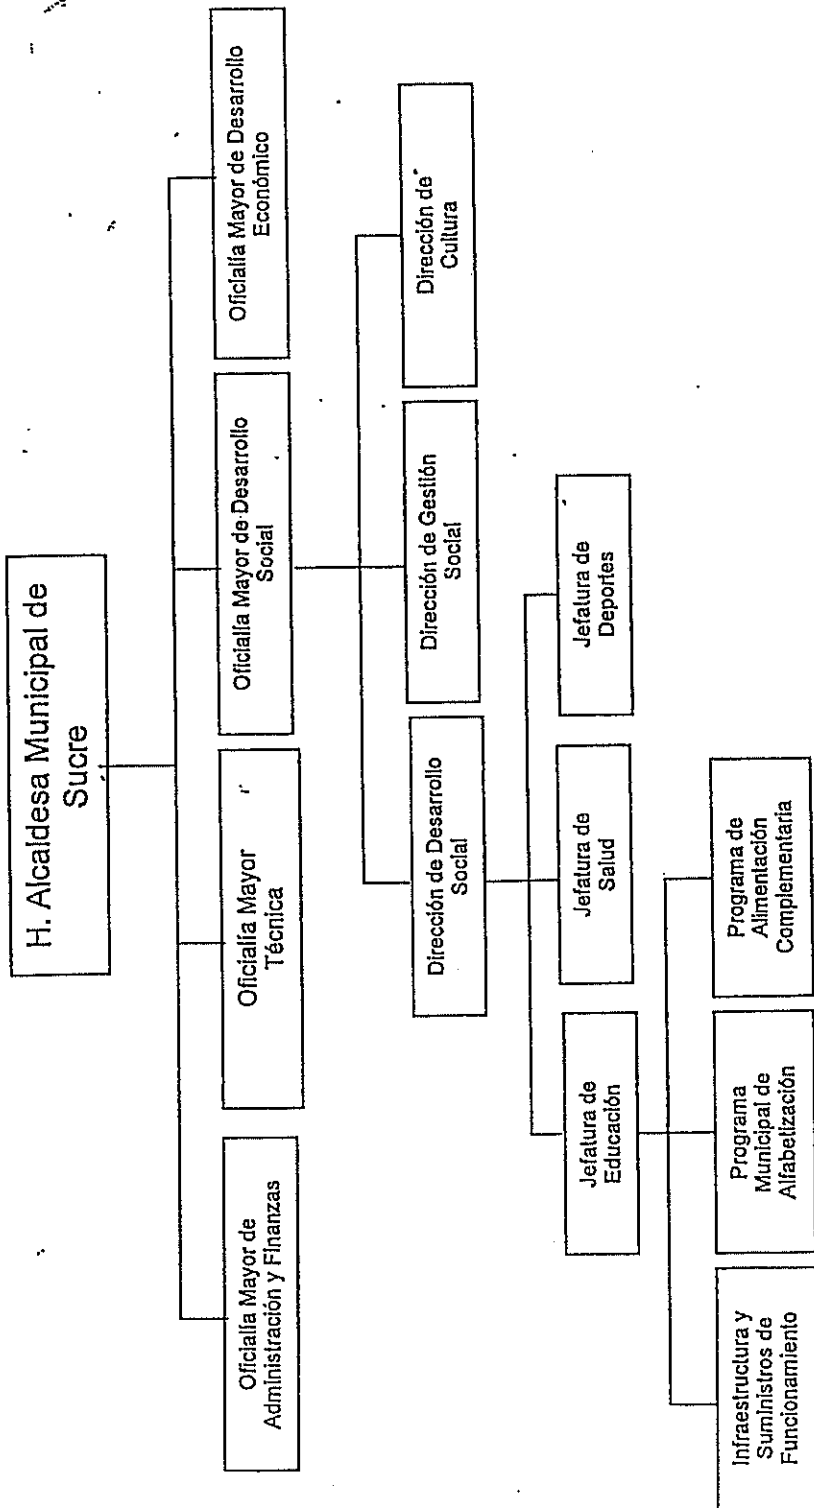 H. Alcaldesa Municipal de
Sucre
Oficialía Mayor de
Administración y Finanzas
Oficialía Mayor
Técnica
Oficialía Mayor de Desarrollo
Social
Oficialía Mayor de Desarrollo
Económico
Dirección de Desarrollo
Social
Dirección de Gestión
Social
Dirección de
Cultura
Jefatura de
Educación
Jefatura de
Salud
Jefatura de
Deportes
Infraestructura y
Suministros de
Funcionamiento
Programa
Municipal de
Alfabetización
Programa de
Alimentación
Complementaria